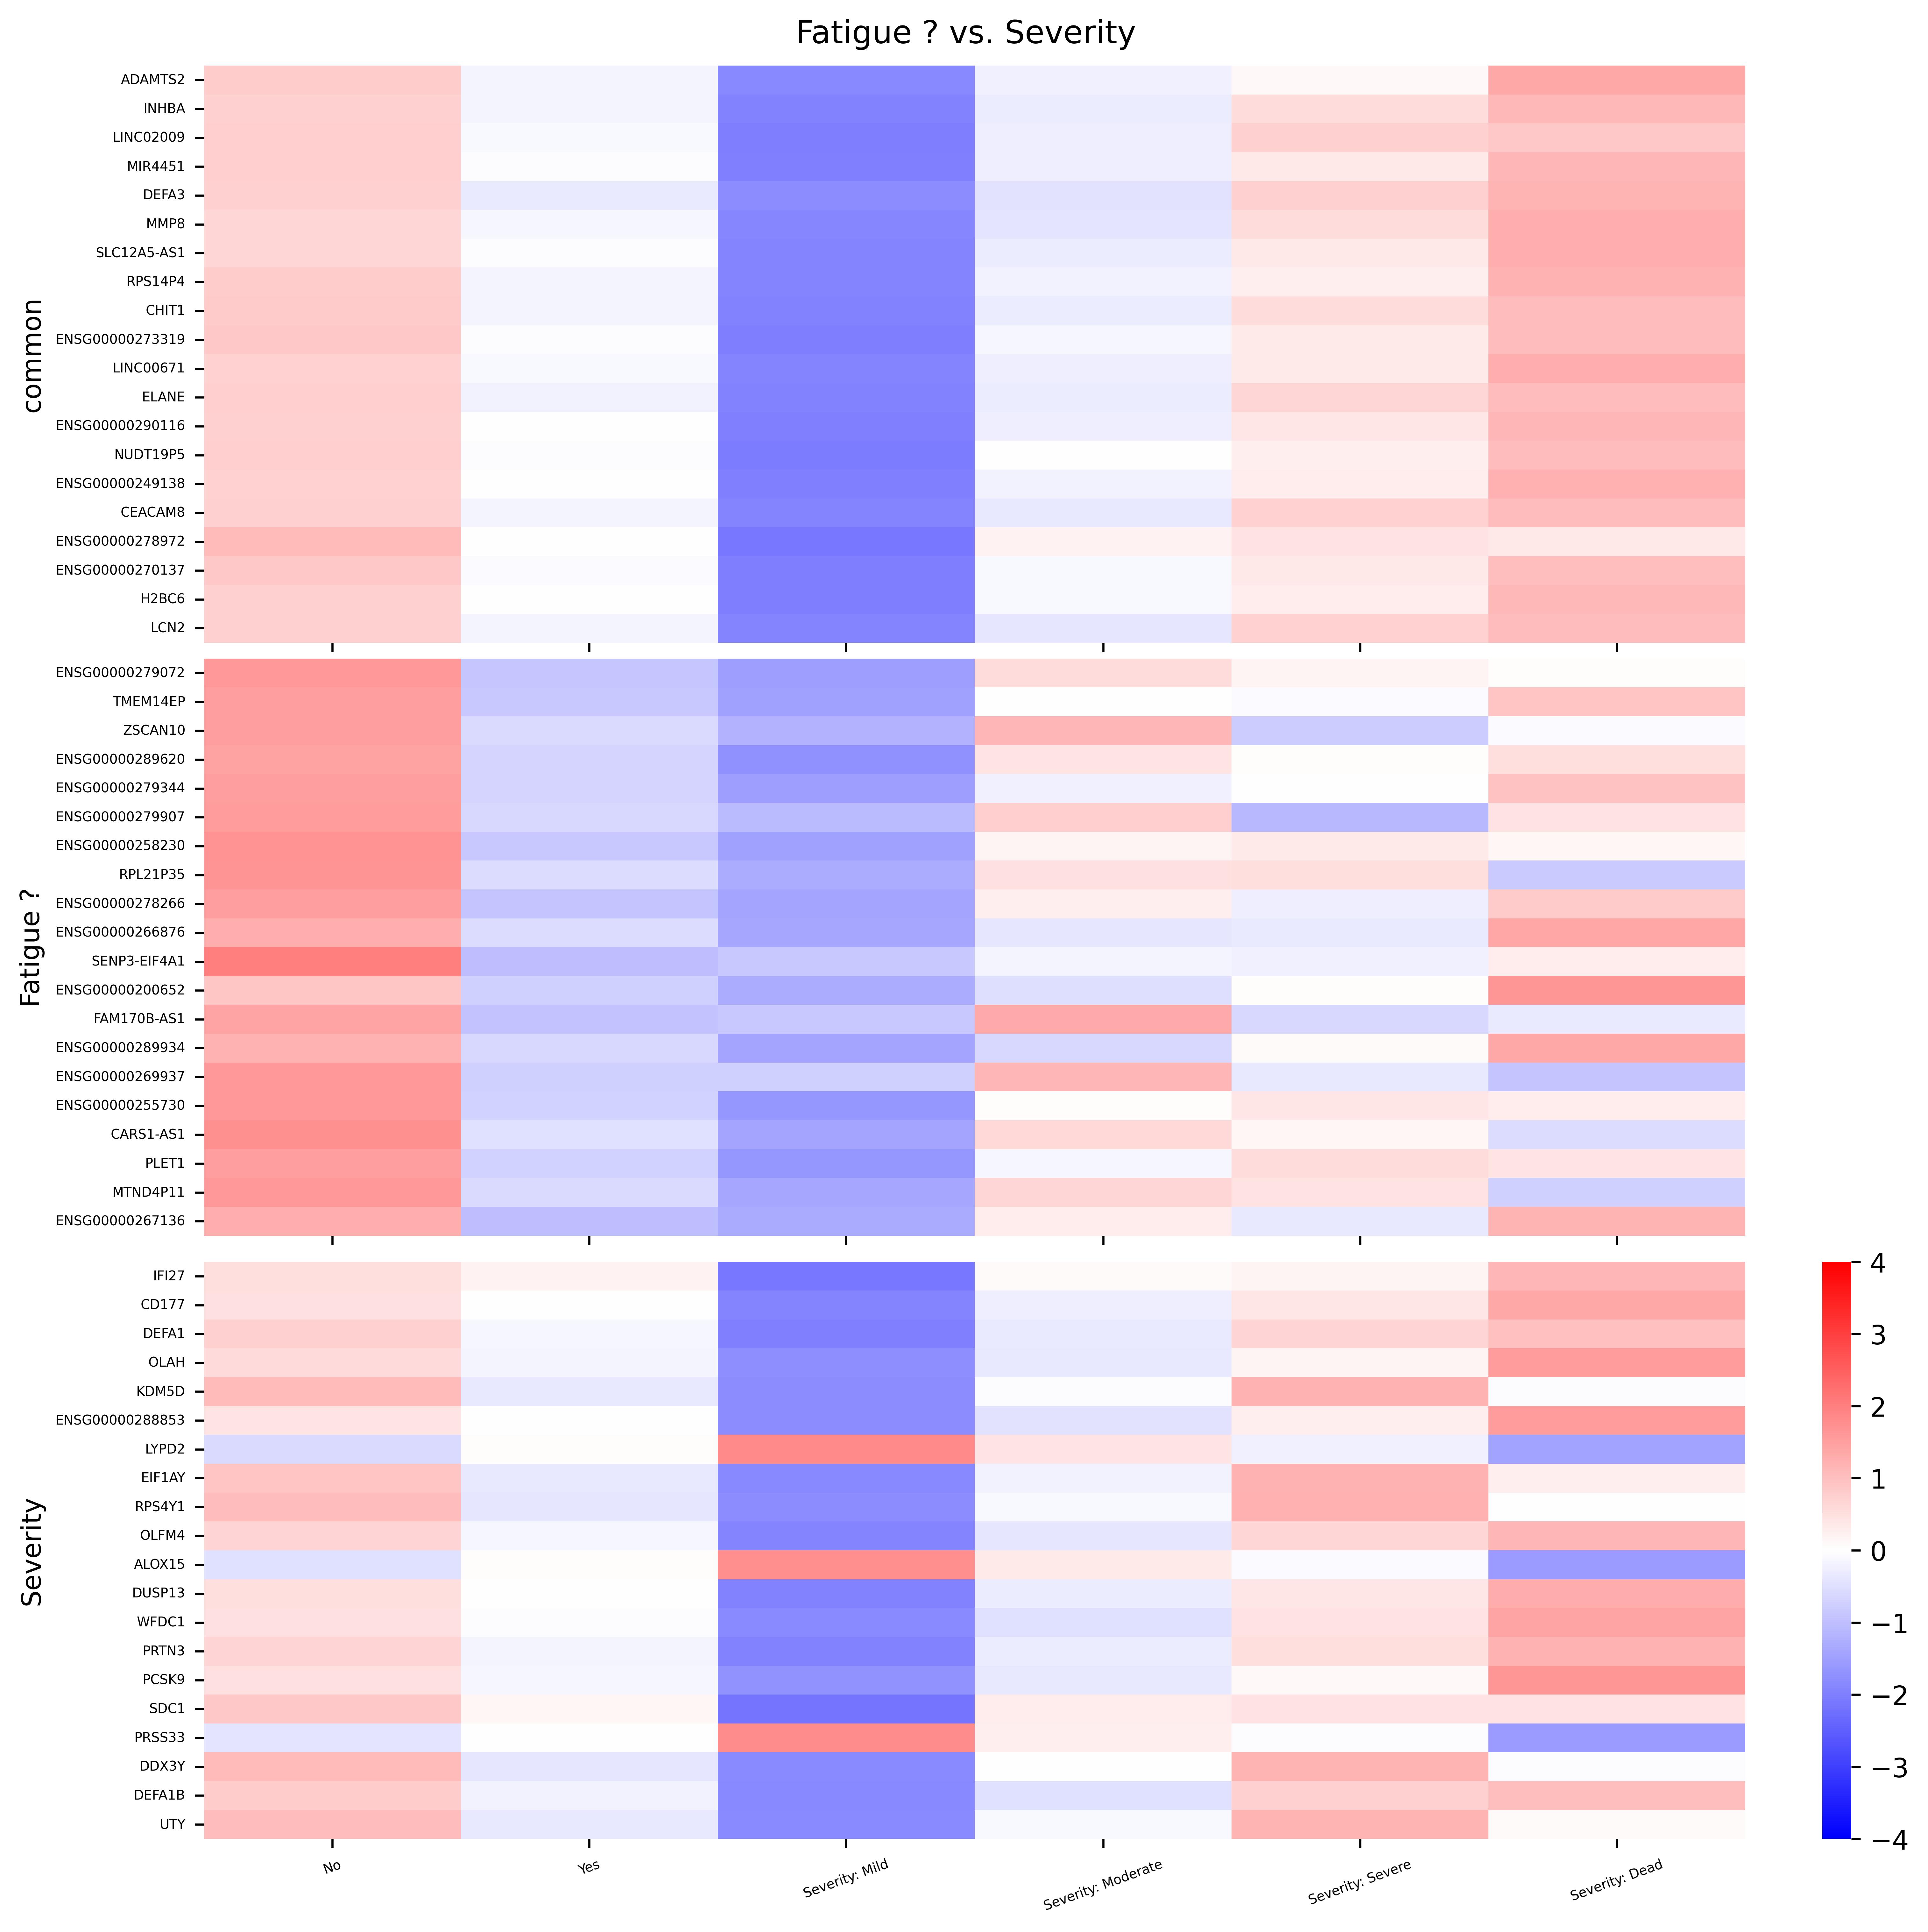 Fatigue ? vs. Severity
common
ADAMTS2
INHBA
LINC02009
MIR4451
DEFA3
MMP8
SLC12A5-AS1
RPS14P4
CHIT1
ENSG00000273319
LINC00671
ELANE
ENSG00000290116
NUDT19P5
ENSG00000249138
CEACAM8
ENSG00000278972
ENSG00000270137
H2BC6
LCN2
Fatigue ?
ENSG00000279072
TMEM14EP
ZSCAN10
ENSG00000289620
ENSG00000279344
ENSG00000279907
ENSG00000258230
RPL21P35
ENSG00000278266
ENSG00000266876
SENP3-EIF4A1
ENSG00000200652
FAM170B-AS1
ENSG00000289934
ENSG00000269937
ENSG00000255730
CARS1-AS1
PLET1
MTND4P11
ENSG00000267136
Severity
IFI27
CD177
DEFA1
OLAH
KDM5D
ENSG00000288853
LYPD2
EIF1AY
RPS4Y1
OLFM4
ALOX15
DUSP13
WFDC1
PRTN3
PCSK9
SDC1
PRSS33
DDX3Y
DEFA1B
UTY
No
Yes
Severity: Mild
Severity: Moderate
Severity: Severe
Severity: Dead
4
3
2
1
0
−1
−2
−3
−4